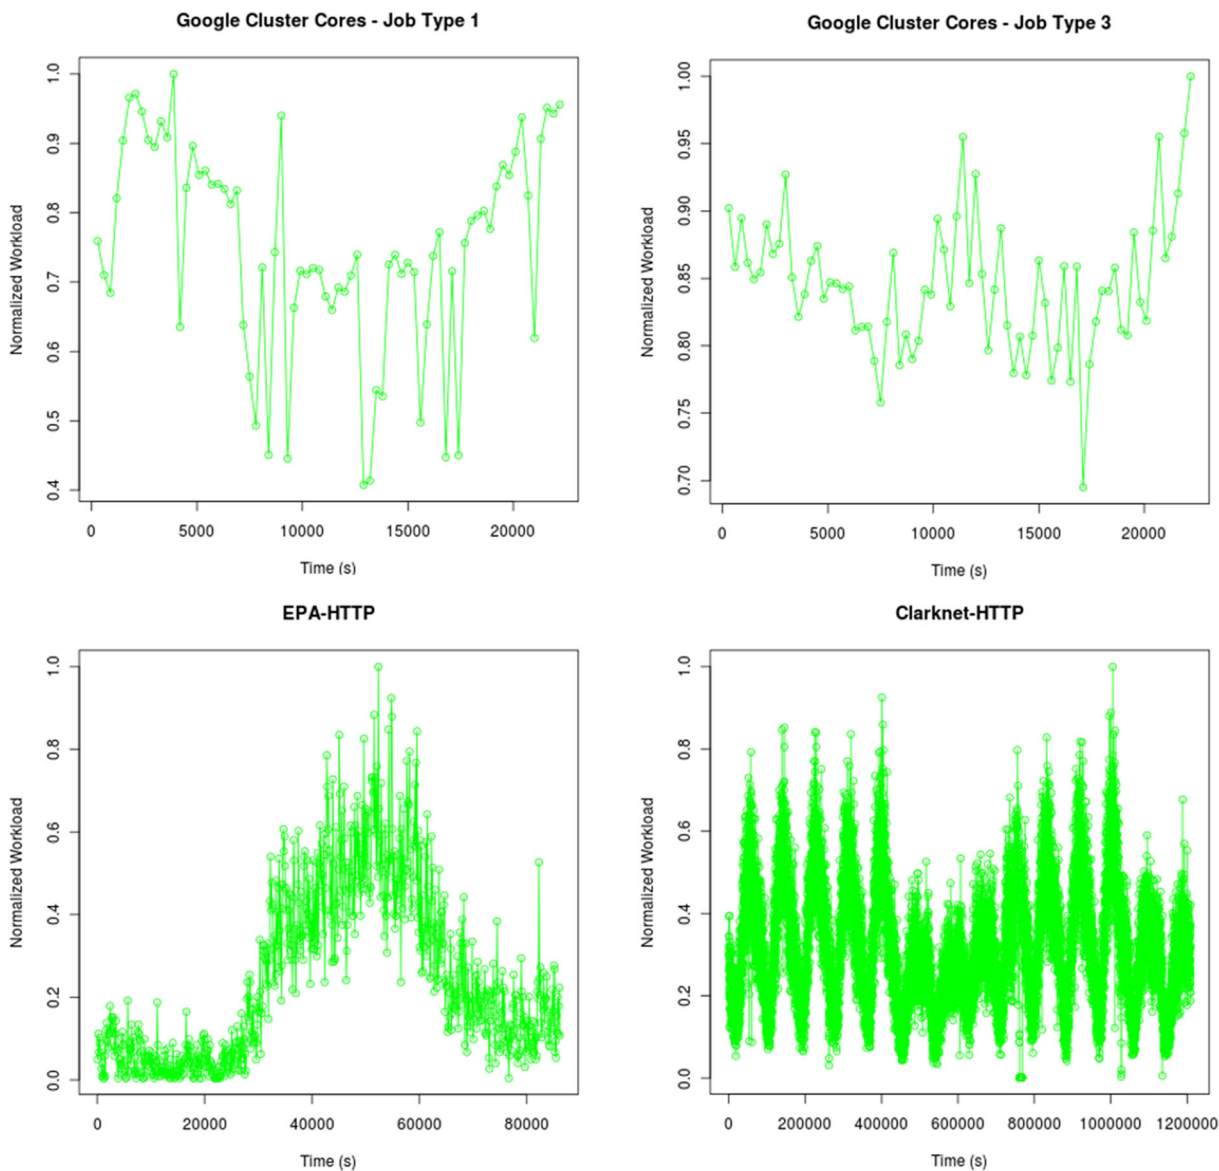 Google Cluster Cores - Job Type 1
Normalized Workload
1.0
0.9
0.8
0.7
0.6
0.5
0.4
0 5000 10000 15000 20000
Time (s)
Google Cluster Cores - Job Type 3
Normalized Workload
1.00
0.95
0.90
0.85
0.80
0.75
0.70
0 5000 10000 15000 20000
Time (s)
EPA-HTTP
Normalized Workload
1.0
0.8
0.6
0.4
0.2
0.0
0 20000 40000 60000 80000
Time (s)
Clarknet-HTTP
Normalized Workload
1.0
0.8
0.6
0.4
0.2
0.0
0 200000 400000 600000 800000 1000000 1200000
Time (s)